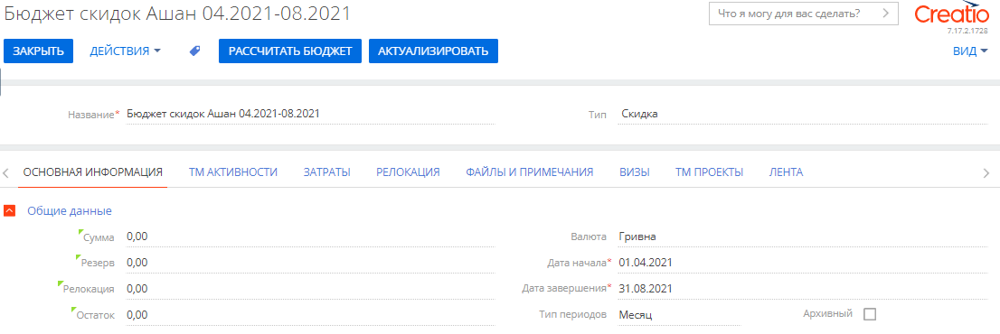 Бюджет скидок Ашан 04.2021-08.2021
Что я могу для вас сделать?
Creatio
7.17.2.1728
ЗАКРЫТЬ ДЕЙСТВИЯ РАССЧИТАТЬ БЮДЖЕТ АКТУАЛИЗИРОВАТЬ ВИД
Название* Бюджет скидок Ашан 04.2021-08.2021 Тип Скидка
ОСНОВНАЯ ИНФОРМАЦИЯ ТМ АКТИВНОСТИ ЗАТРАТЫ РЕЛОКАЦИЯ ФАЙЛЫ И ПРИМЕЧАНИЯ ВИЗЫ ТМ ПРОЕКТЫ ЛЕНТА
Общие данные
Сумма 0,00 Валюта Гривна
Резерв 0,00 Дата начала* 01.04.2021
Релокация 0,00 Дата завершения* 31.08.2021
Остаток 0,00 Тип периодов Месяц Архивный